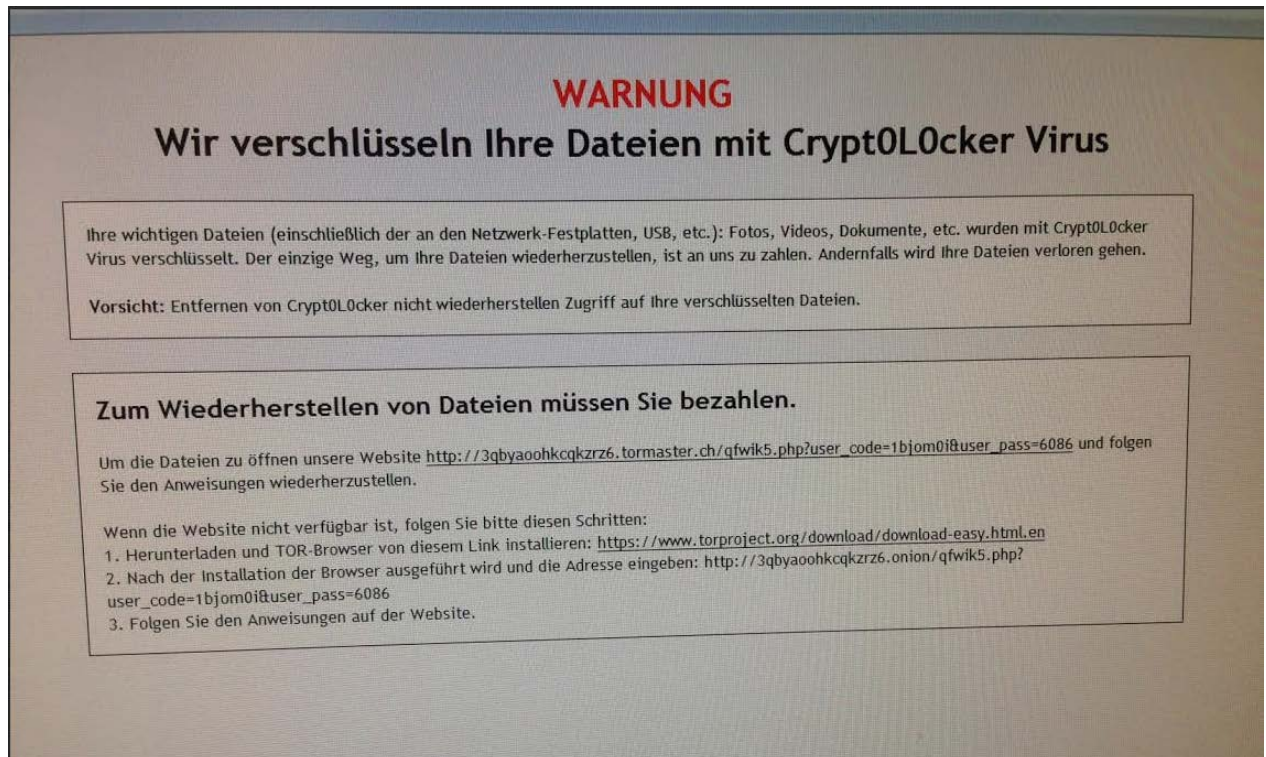 WARNUNG
Wir verschlüsseln Ihre Dateien mit Crypt0L0cker Virus
Ihre wichtigen Dateien (einschließlich der an den Netzwerk-Festplatten, USB, etc.): Fotos, Videos, Dokumente, etc. wurden mit Crypt0L0cker
Virus verschlüsselt. Der einzige Weg, um Ihre Dateien wiederherzustellen, ist an uns zu zahlen. Andernfalls wird Ihre Dateien verloren gehen.
Vorsicht: Entfernen von Crypt0L0cker nicht wiederherstellen Zugriff auf Ihre verschlüsselten Dateien.
Zum Wiederherstellen von Dateien müssen Sie bezahlen.
Um die Dateien zu öffnen unsere Website http://3qbyaoohkcqkzrz6.tormaster.ch/qfwik5.php?user_code=1bjom0i&user_pass=6086 und folgen
Sie den Anweisungen wiederherzustellen.
Wenn die Website nicht verfügbar ist, folgen Sie bitte diesen Schritten:
1. Herunterladen und TOR-Browser von diesem Link installieren: https://www.torproject.org/download/download-easy.html.en
2. Nach der Installation der Browser ausgeführt wird und die Adresse eingeben: http://3qbyaoohkcqkzrz6.onion/qfwik5.php?
user_code=1bjom0i&user_pass=6086
3. Folgen Sie den Anweisungen auf der Website.